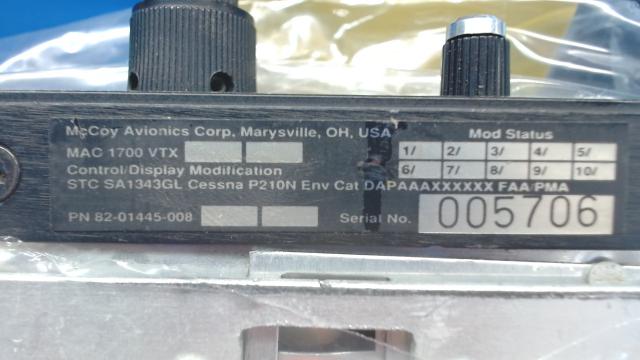 McCoy Avionics Corp. Marysville, OH, USA Mod Status
MAC 1700 VTX 1/ 2/ 3/ 4/ 5/
Control/Display Modification 6/ 7/ 8/ 9/ 10/
STC SA1343GL Cessna P210N Env Cat DAPAAAXXXXXX FAA/PMA
PN 82-01445-008 Serial No. 005706